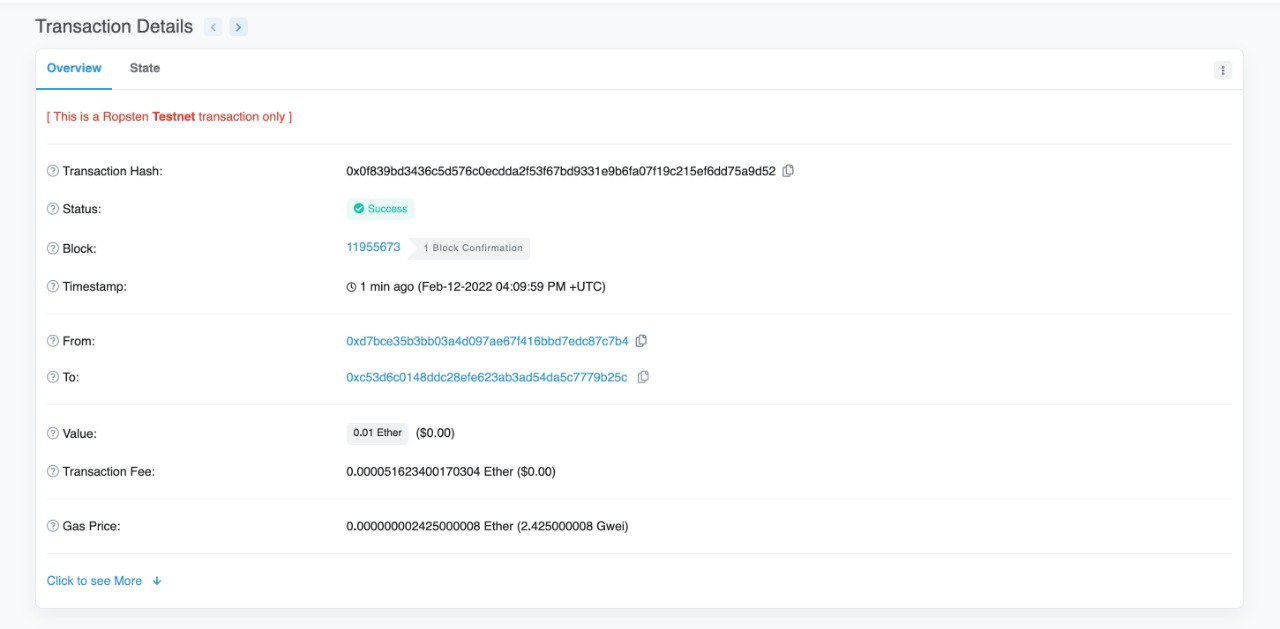 Transaction Details < >
Overview State
[ This is a Ropsten Testnet transaction only ]
Transaction Hash: 0x0f839bd3436c5d576c0ecdda2f53f67bd9331e9b6fa07f19c215ef6dd75a9d52
Status: Success
Block: 11955673 1 Block Confirmation
Timestamp: 1 min ago (Feb-12-2022 04:09:59 PM +UTC)
From: 0xd7bce35b3bb03a4d097ae67f416bbd7edc87c7b4
To: 0xc53d6c0148ddc28efe623ab3ad54da5c7779b25c
Value: 0.01 Ether ($0.00)
Transaction Fee: 0.000051623400170304 Ether ($0.00)
Gas Price: 0.000000002425000008 Ether (2.425000008 Gwei)
Click to see More ↓